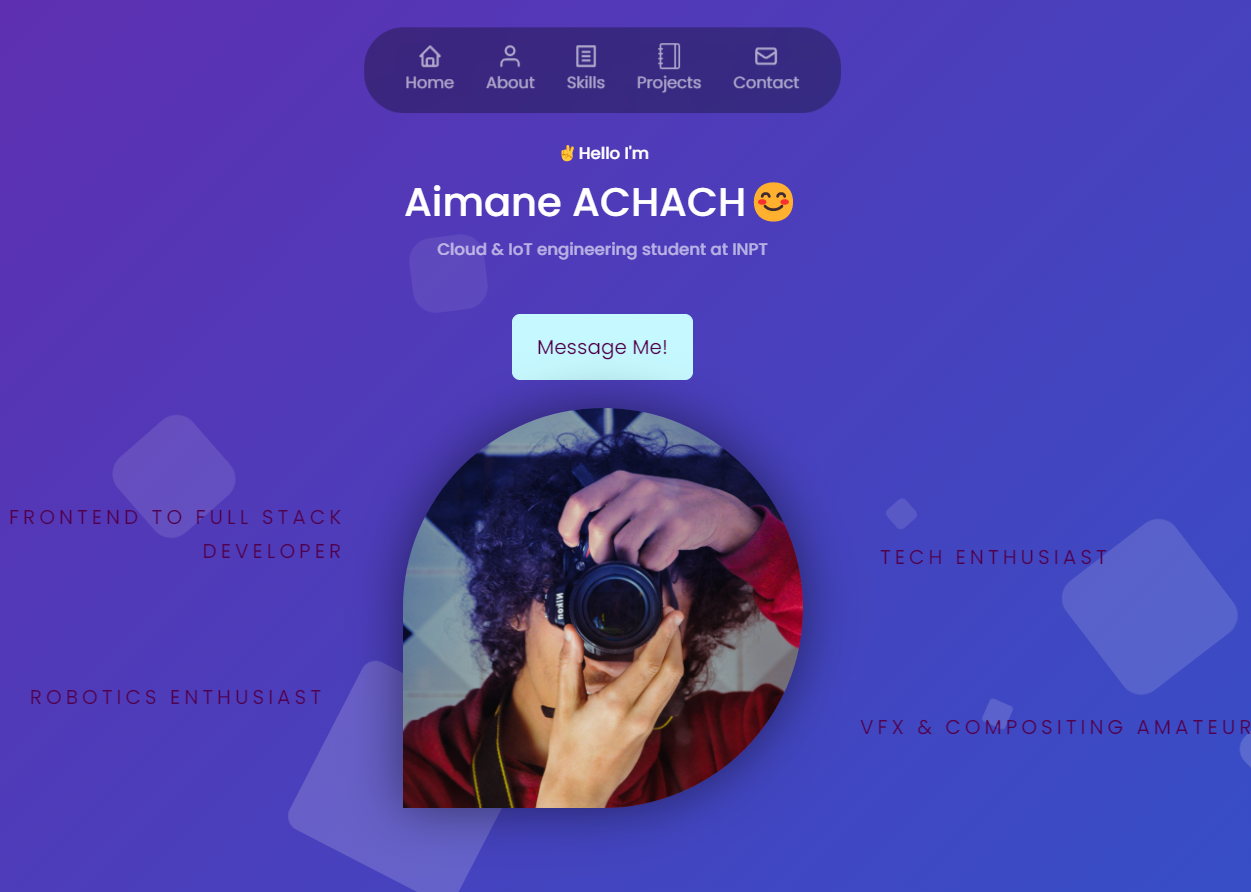 Home About Skills Projects Contact
✌️Hello I'm
Aimane ACHACH😊
Cloud & IoT engineering student at INPT
Message Me!
FRONTEND TO FULL STACK
DEVELOPER
TECH ENTHUSIAST
ROBOTICS ENTHUSIAST
VFX & COMPOSITING AMATEUR
Nikon